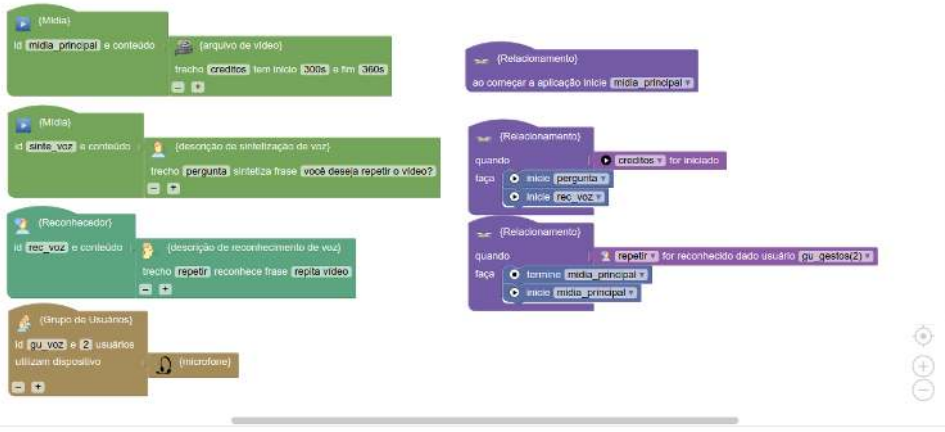 {Mídia}
id midia_principal e conteúdo
{arquivo de vídeo}
trecho creditos tem início 300s e fim 360s
{Mídia}
id sinte_voz e conteúdo
{descrição de sintetização de voz}
trecho pergunta sintetiza frase você deseja repetir o vídeo?
{Reconhecedor}
id rec_voz e conteúdo
{descrição de reconhecimento de voz}
trecho repetir reconhece frase repita vídeo
{Grupo de Usuários}
id gu_voz e 2 usuários
utilizam dispositivo
{microfone}
{Relacionamento}
ao começar a aplicação inicie midia_principal
{Relacionamento}
quando creditos for iniciado
faça inicie pergunta
inicie rec_voz
{Relacionamento}
quando repetir for reconhecido dado usuário gu_gestos(2)
faça termine midia_principal
inicie midia_principal